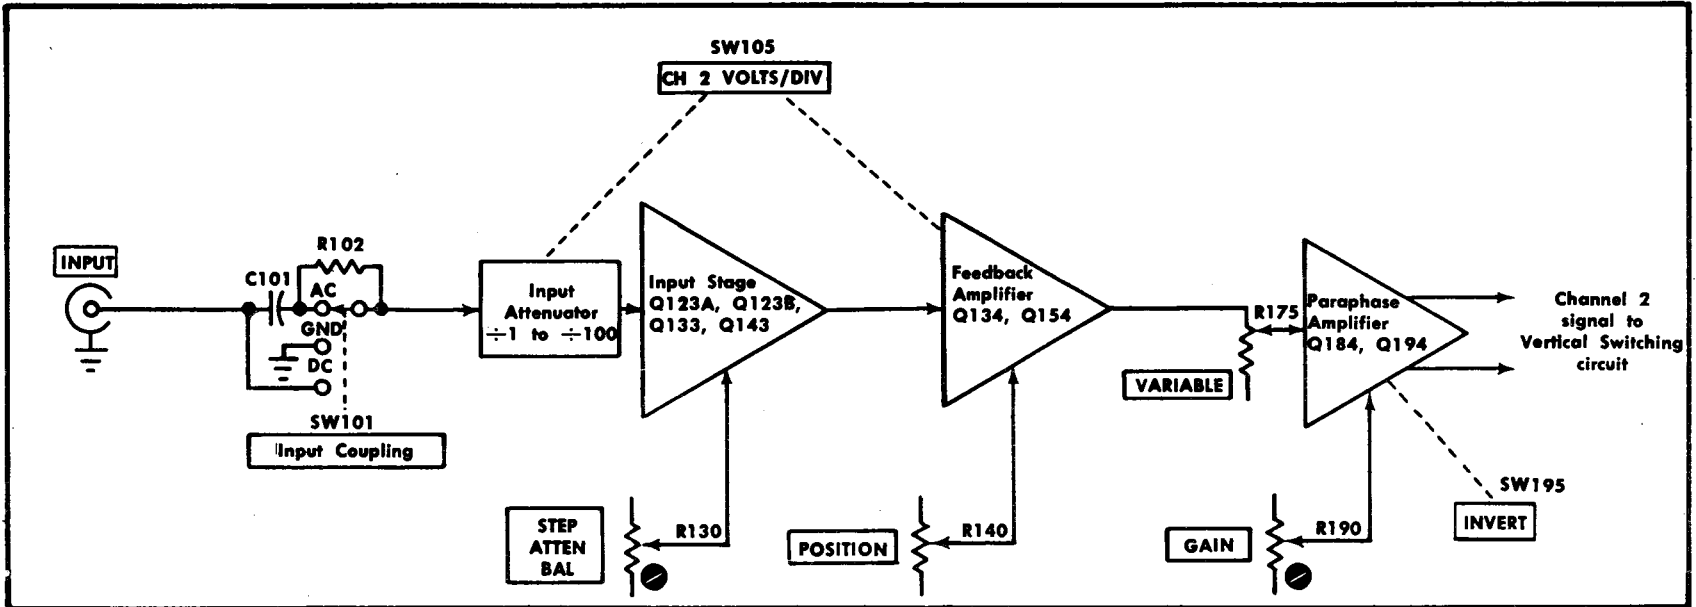 SW105
CH 2 VOLTS/DIV
INPUT
C101
R102
AC
GND
DC
SW101
Input Coupling
Input
Attenuator
÷1 to ÷100
Input Stage
Q123A, Q123B,
Q133, Q143
STEP
ATTEN
BAL
R130
Feedback
Amplifier
Q134, Q154
POSITION
R140
R175
VARIABLE
Paraphase
Amplifier
Q184, Q194
GAIN
R190
SW195
INVERT
Channel 2
signal to
Vertical Switching
circuit